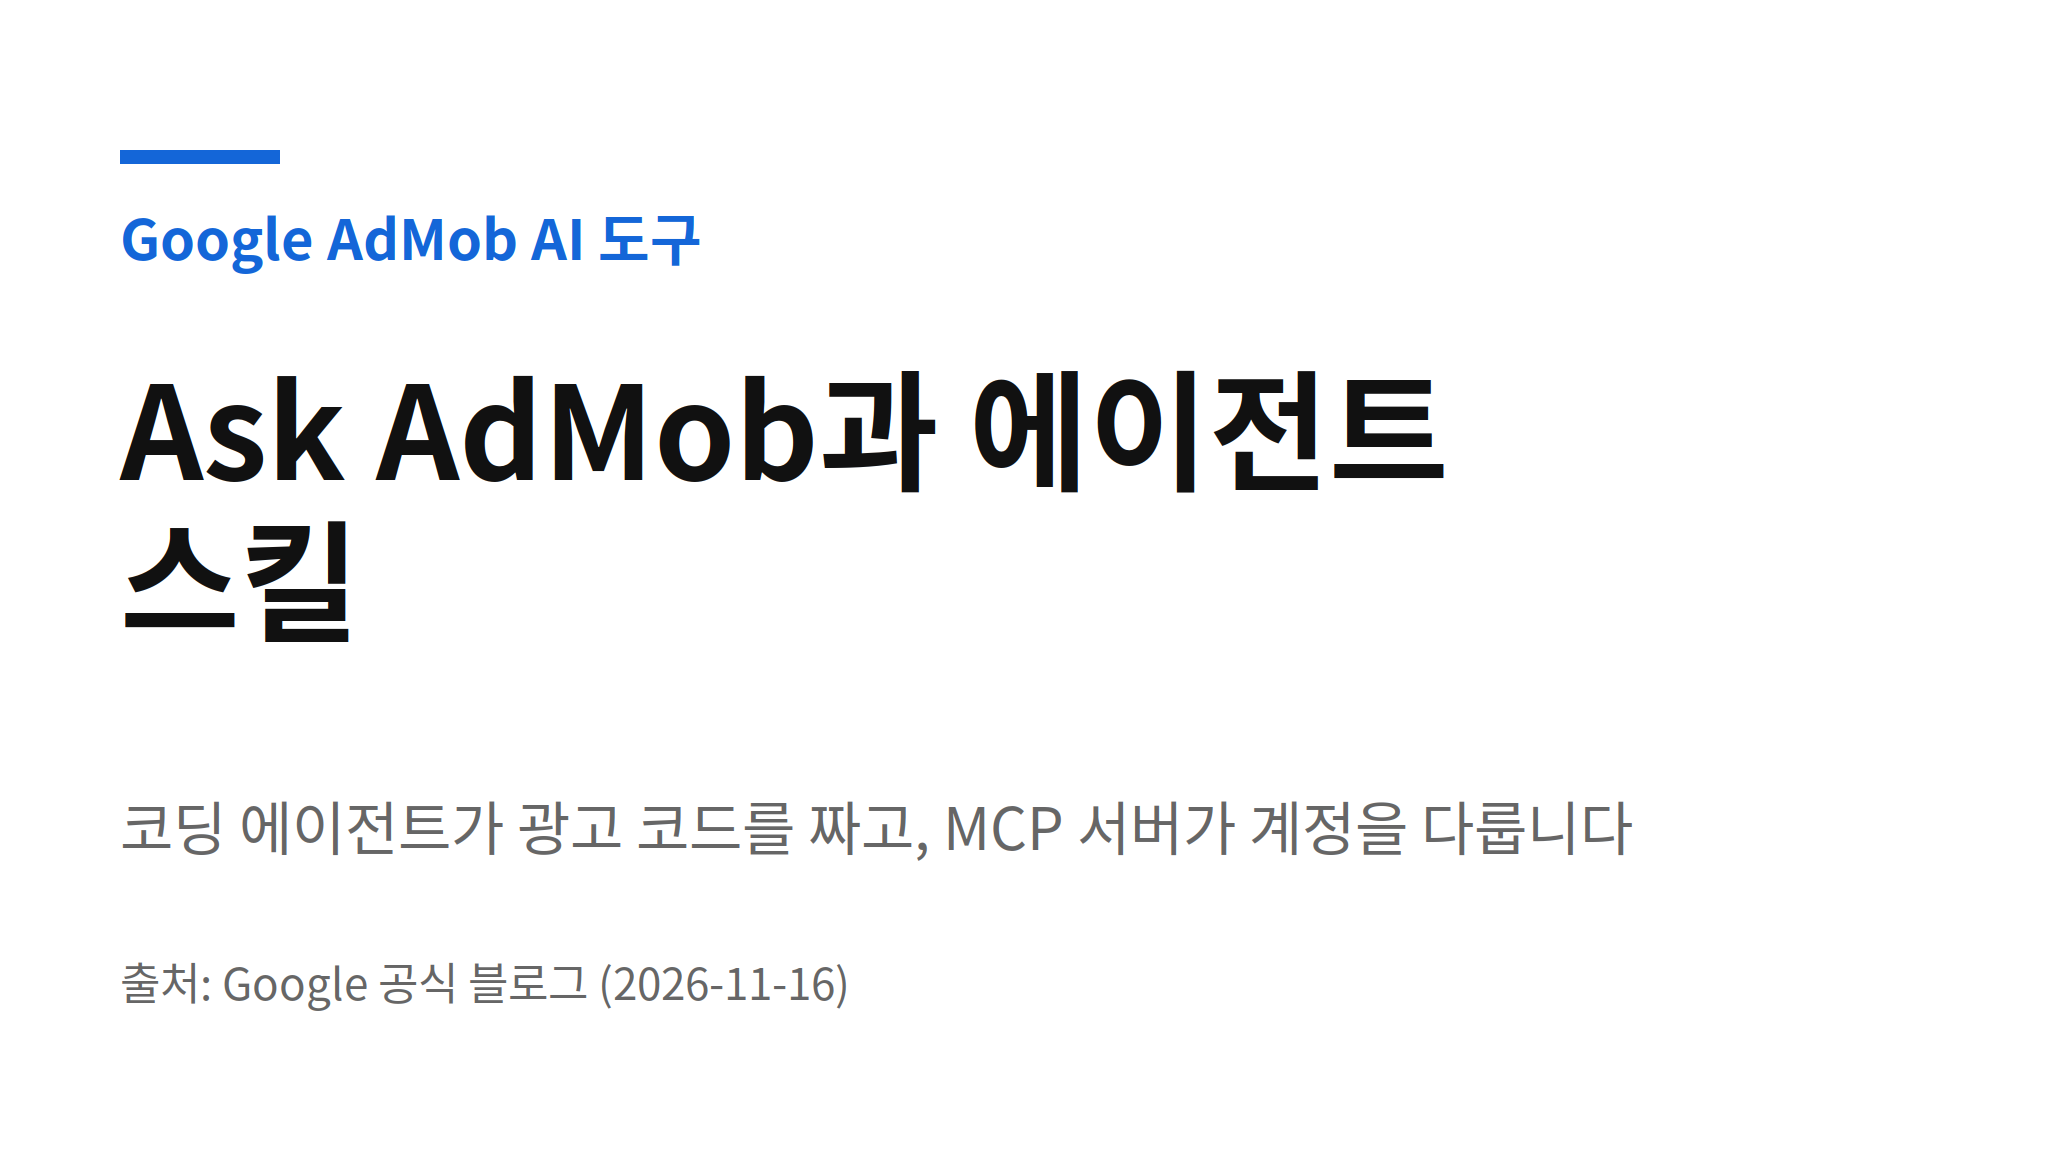 Google AdMob AI 도구
Ask AdMob과 에이전트
스킬
코딩 에이전트가 광고 코드를 짜고, MCP 서버가 계정을 다룹니다
출처: Google 공식 블로그 (2026-11-16)